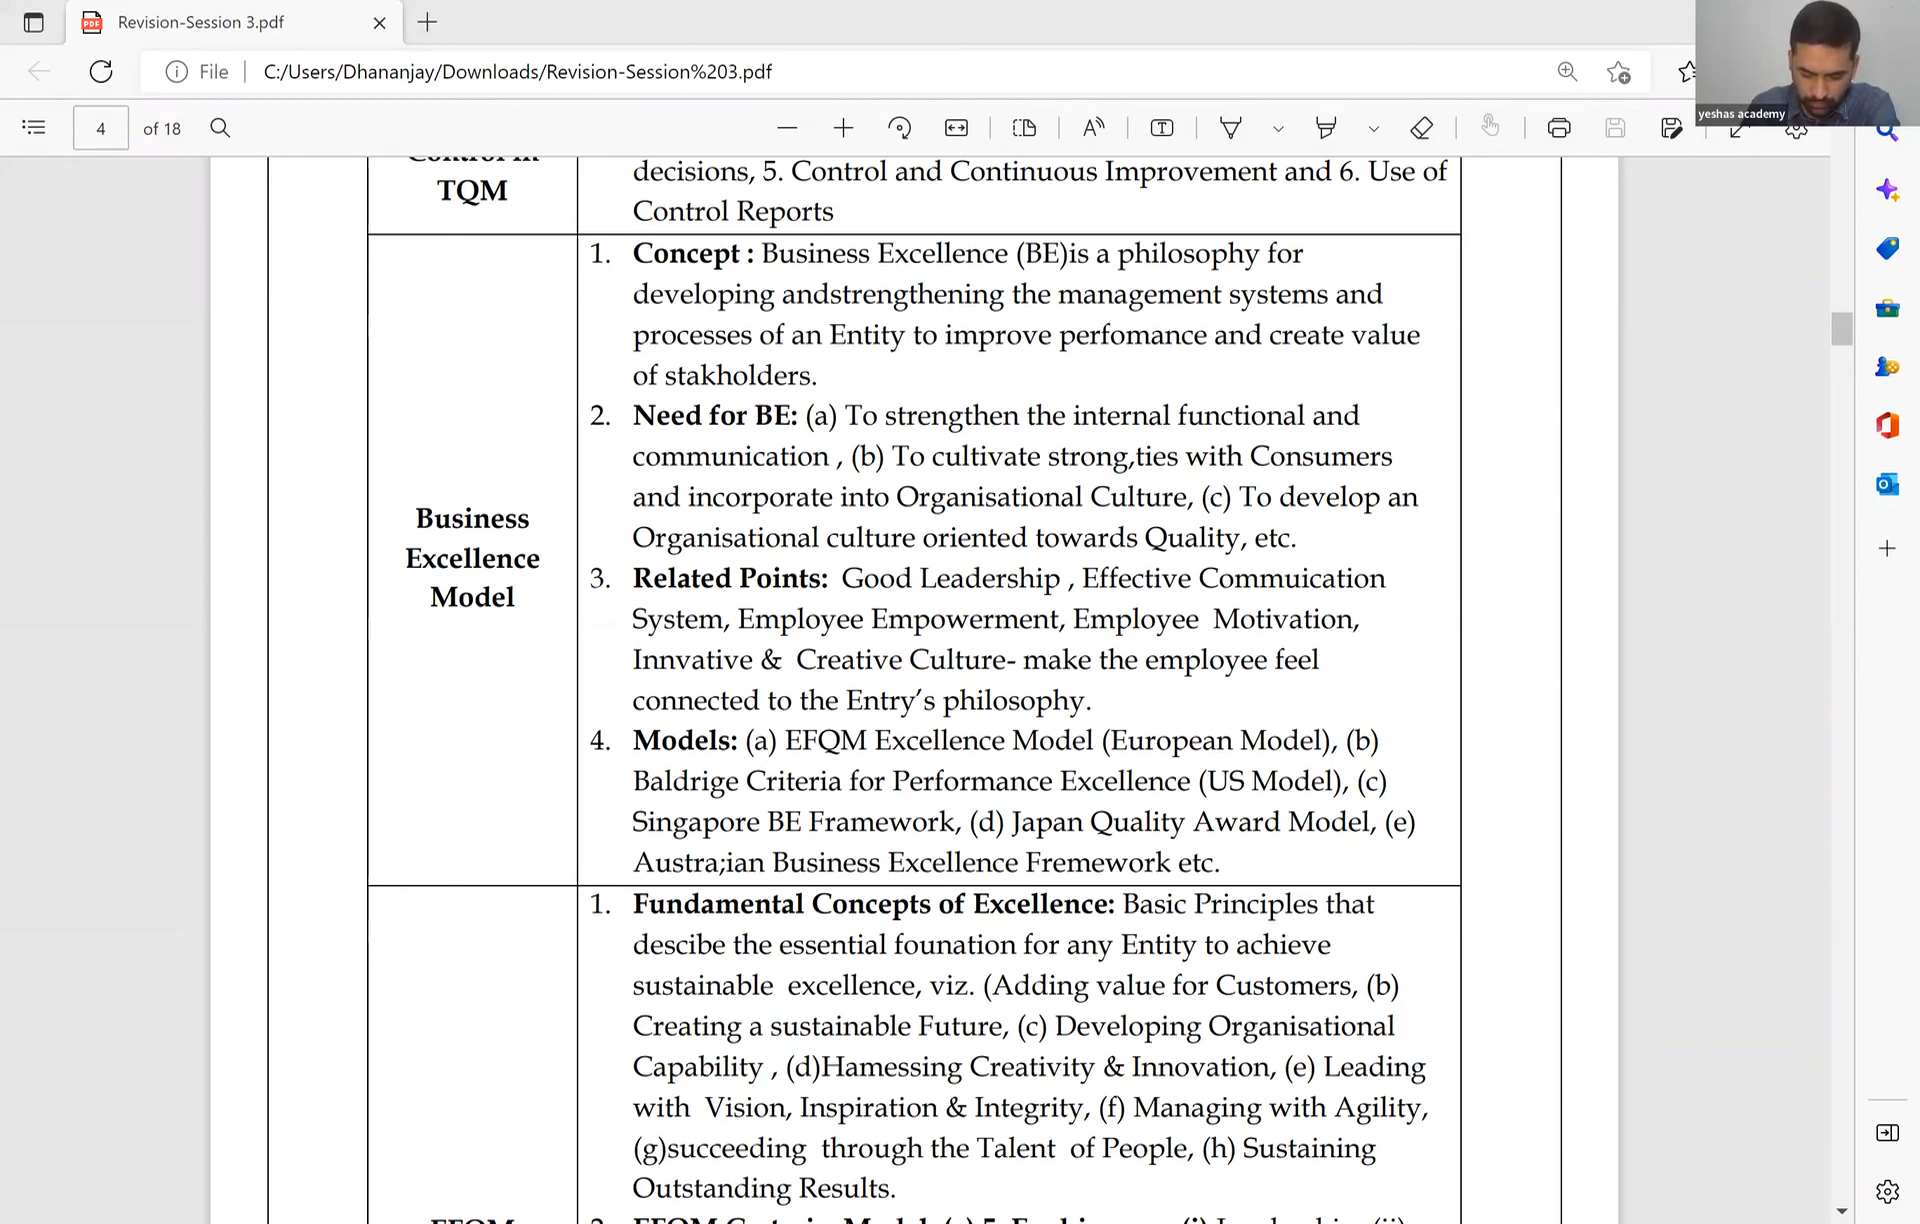 Revision-Session 3.pdf
File
C:/Users/Dhananjay/Downloads/Revision-Session%203.pdf
yeshas academy
4 of 18
TQM
decisions, 5. Control and Continuous Improvement and 6. Use of
Control Reports
Business
Excellence
Model
1. Concept : Business Excellence (BE)is a philosophy for
developing andstrengthening the management systems and
processes of an Entity to improve perfomance and create value
of stakholders.
2. Need for BE: (a) To strengthen the internal functional and
communication , (b) To cultivate strong,ties with Consumers
and incorporate into Organisational Culture, (c) To develop an
Organisational culture oriented towards Quality, etc.
3. Related Points: Good Leadership , Effective Commuication
System, Employee Empowerment, Employee Motivation,
Innvative & Creative Culture- make the employee feel
connected to the Entry's philosophy.
4. Models: (a) EFQM Excellence Model (European Model), (b)
Baldrige Criteria for Performance Excellence (US Model), (c)
Singapore BE Framework, (d) Japan Quality Award Model, (e)
Austra;ian Business Excellence Fremework etc.
1. Fundamental Concepts of Excellence: Basic Principles that
descibe the essential founation for any Entity to achieve
sustainable excellence, viz. (Adding value for Customers, (b)
Creating a sustainable Future, (c) Developing Organisational
Capability , (d)Hamessing Creativity & Innovation, (e) Leading
with Vision, Inspiration & Integrity, (f) Managing with Agility,
(g)succeeding through the Talent of People, (h) Sustaining
Outstanding Results.